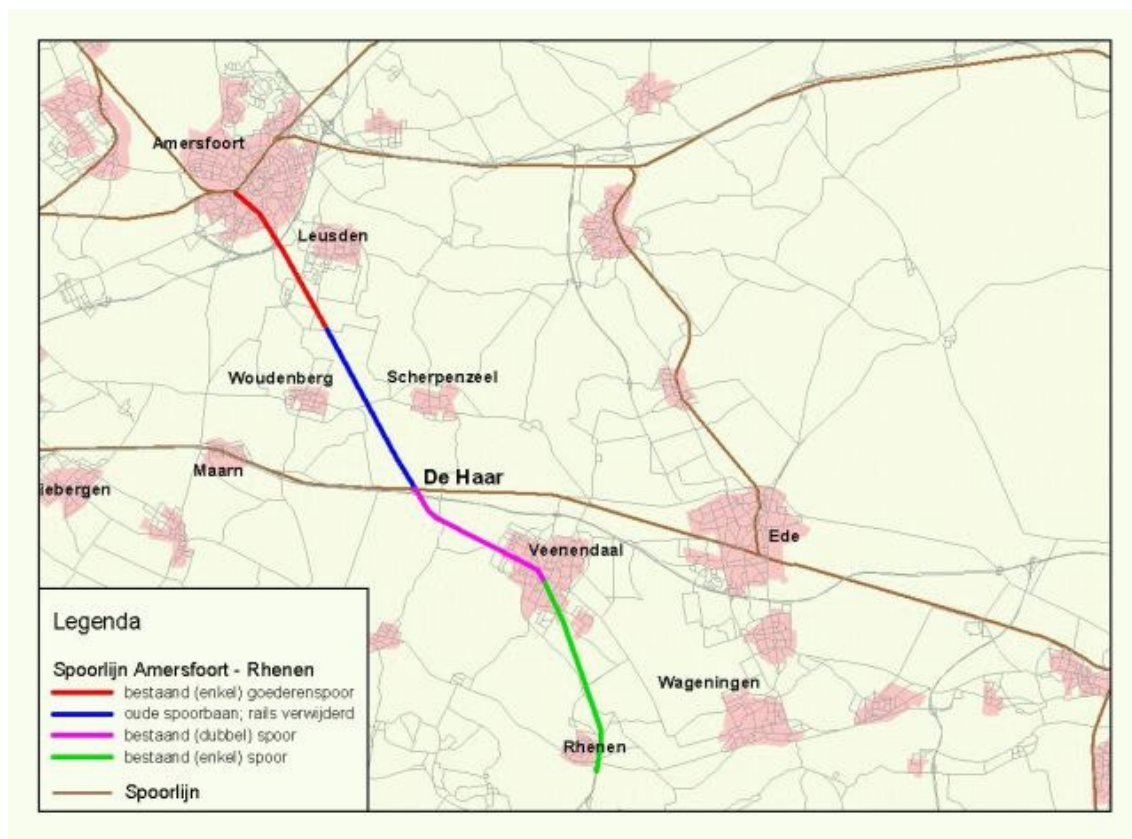 Amersfoort
Leusden
Woudenberg
Scherpenzeel
Maarn
De Haar
iebergen
Veenendaal
Ede
Wageningen
Rhenen
Legenda
Spoorlijn Amersfoort - Rhenen
bestaand (enkel) goederenspoor
oude spoorbaan; rails verwijderd
bestaand (dubbel) spoor
bestaand (enkel) spoor
Spoorlijn